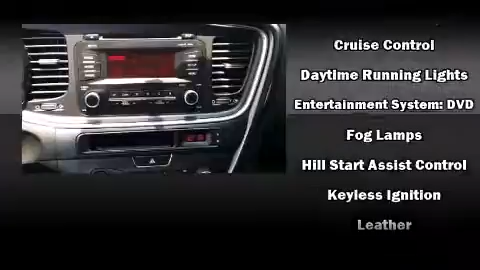 Cruise Control
Daytime Running Lights
Entertainment System: DVD
Fog Lamps
Hill Start Assist Control
Keyless Ignition
Leather